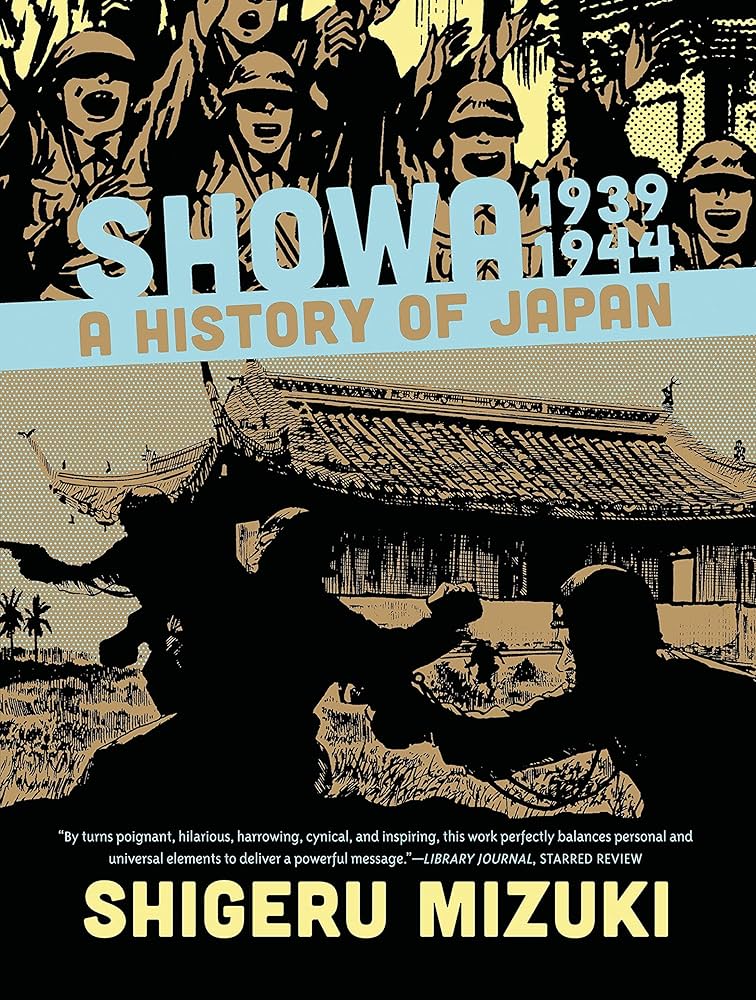 SHOWA 1939
1944
A HISTORY OF JAPAN
“By turns poignant, hilarious, harrowing, cynical, and inspiring, this work perfectly balances personal and
universal elements to deliver a powerful message.”—LIBRARY JOURNAL, STARRED REVIEW
SHIGERU MIZUKI